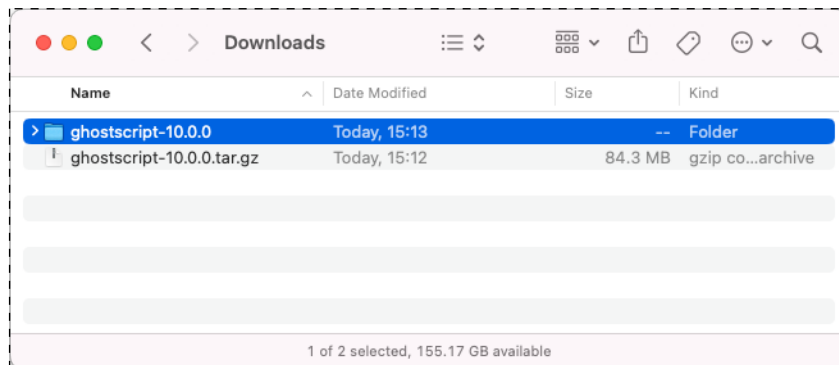 Downloads
Name Date Modified Size Kind
ghostscript-10.0.0 Today, 15:13 -- Folder
ghostscript-10.0.0.tar.gz Today, 15:12 84.3 MB gzip co...archive
1 of 2 selected, 155.17 GB available